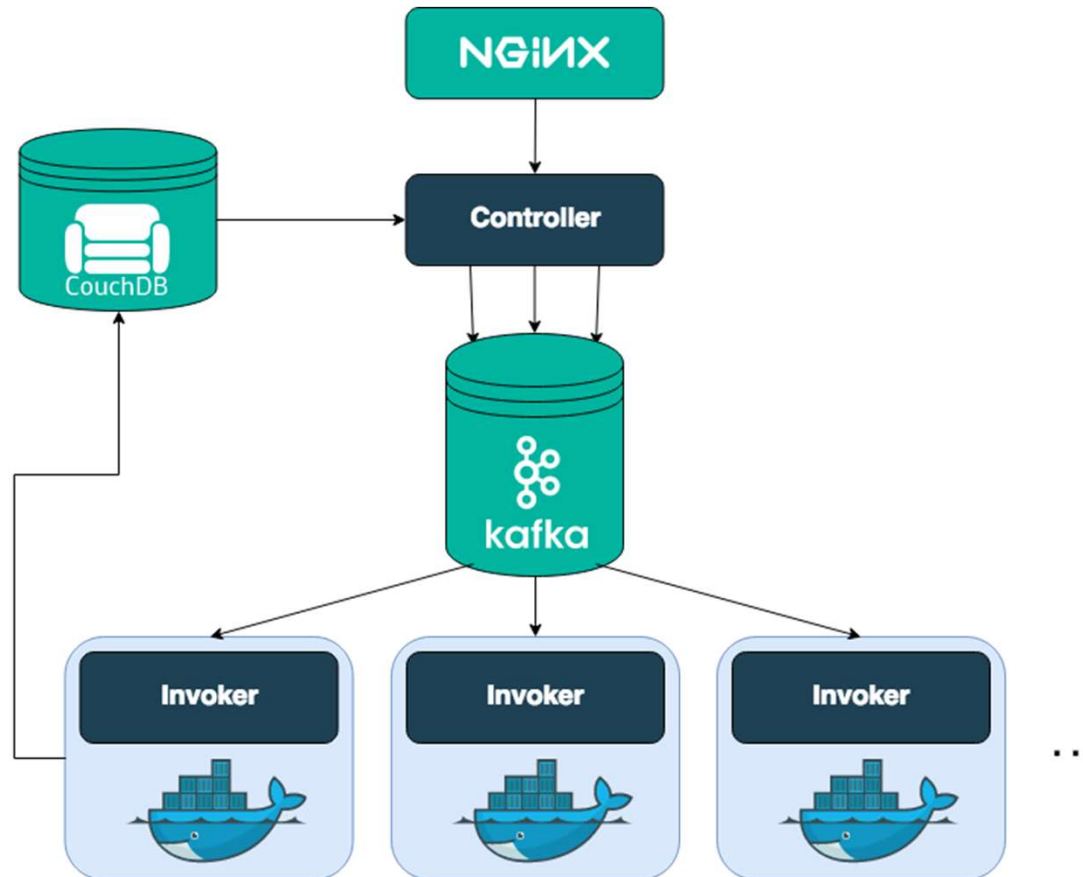 NGiNX
Controller
CouchDB
kafka
Invoker
Invoker
Invoker
..